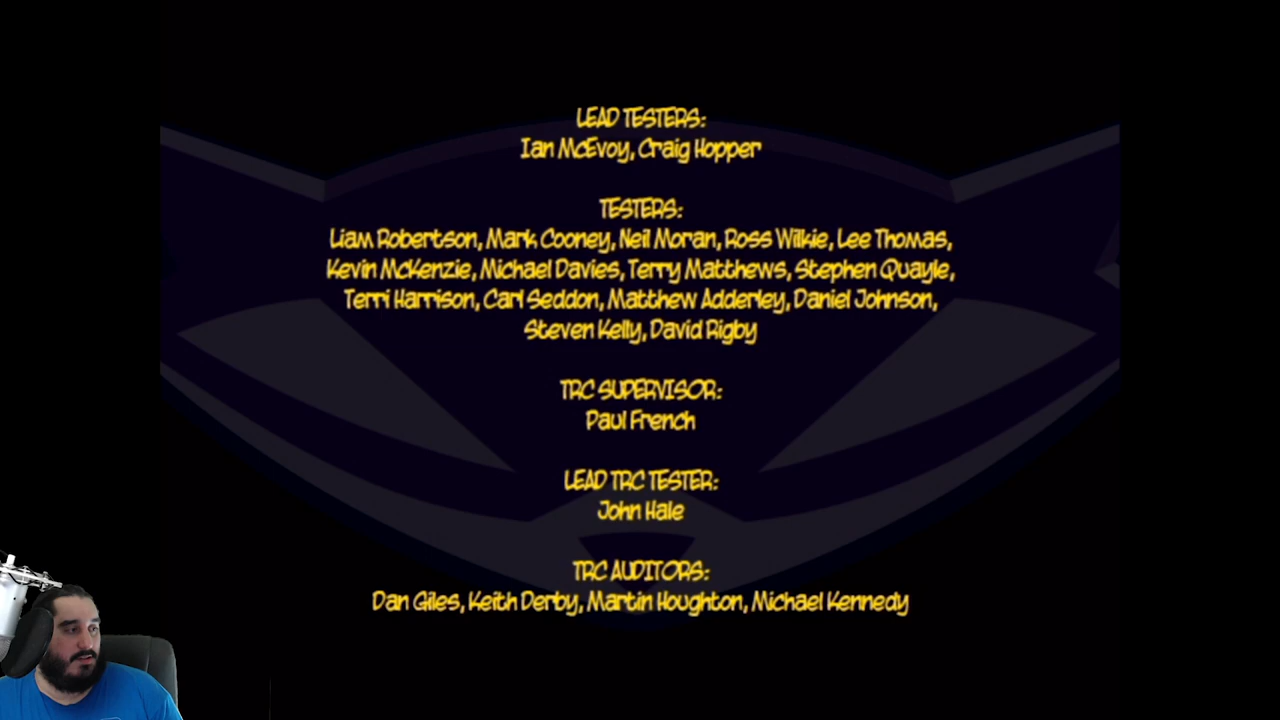 LEAD TESTERS:
Ian McEvoy, Craig Hopper
TESTERS:
Liam Robertson, Mark Cooney, Neil Moran, Ross Wilkie, Lee Thomas,
Kevin McKenzie, Michael Davies, Terry Matthews, Stephen Quayle,
Terri Harrison, Carl Seddon, Matthew Adderley, Daniel Johnson,
Steven Kelly, David Rigby
TRC SUPERVISOR:
Paul French
LEAD TRC TESTER:
John Hale
TRC AUDITORS:
Dan Giles, Keith Derby, Martin Houghton, Michael Kennedy